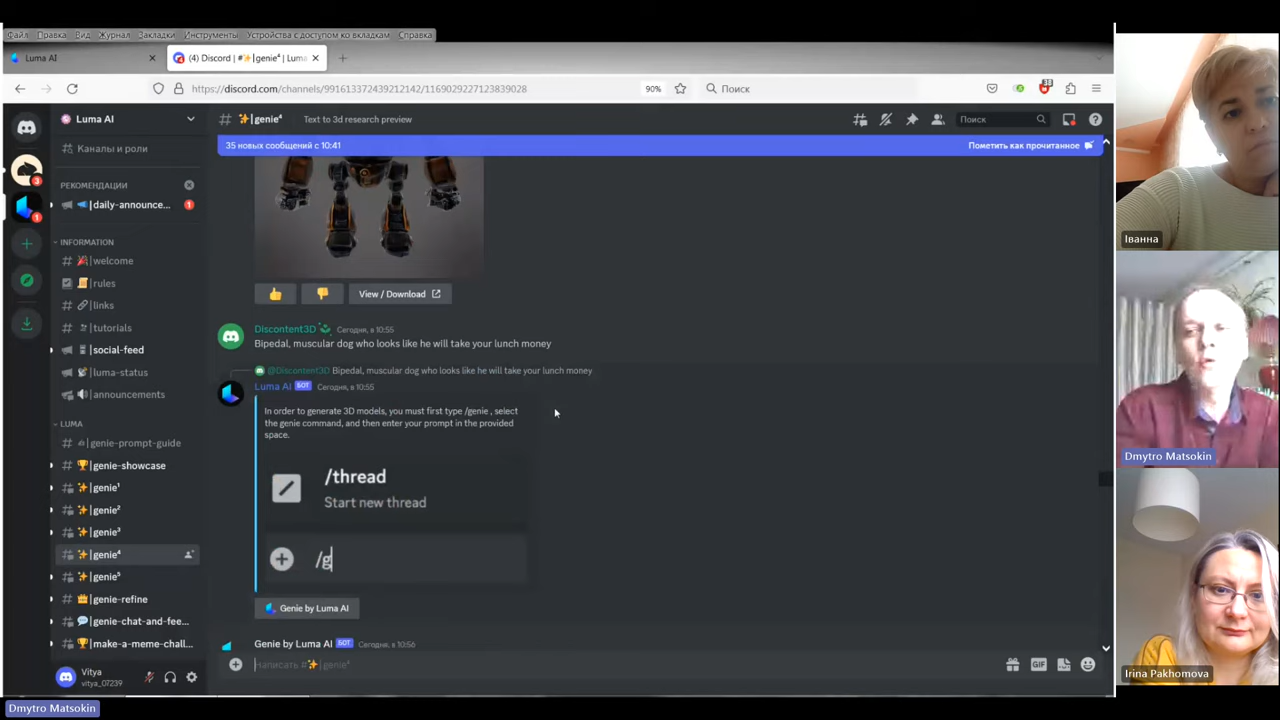 Файл Правка Вид Журнал Закладки Инструменты Устройства с доступом ко вкладкам Справка
Luma AI
(4) Discord | #✨|genie⁴ | Luma
https://discord.com/channels/991613372439212142/1169029227123839028
90%
Поиск
Luma AI
# ✨|genie⁴
Text to 3d research preview
Поиск
Каналы и роли
35 новых сообщений с 10:41
Пометить как прочитанное
РЕКОМЕНДАЦИИ
|daily-announce...
1
INFORMATION
|welcome
|rules
|links
|tutorials
|social-feed
|luma-status
|announcements
LUMA
|genie-prompt-guide
|genie-showcase
|genie¹
|genie²
|genie³
|genie⁴
|genie⁵
|genie-refine
|genie-chat-and-fee...
|make-a-meme-chall...
Vitya
vitya_07239
View / Download
Discontent3D Сегодня, в 10:55
Bipedal, muscular dog who looks like he will take your lunch money
@Discontent3D Bipedal, muscular dog who looks like he will take your lunch money
Luma AI БОТ Сегодня, в 10:55
In order to generate 3D models, you must first type /genie , select
the genie command, and then enter your prompt in the provided
space.
/thread
Start new thread
/g
Genie by Luma AI
Genie by Luma AI БОТ Сегодня, в 10:56
Написать #✨|genie⁴
GIF
Іванна
Dmytro Matsokin
Irina Pakhomova
Dmytro Matsokin